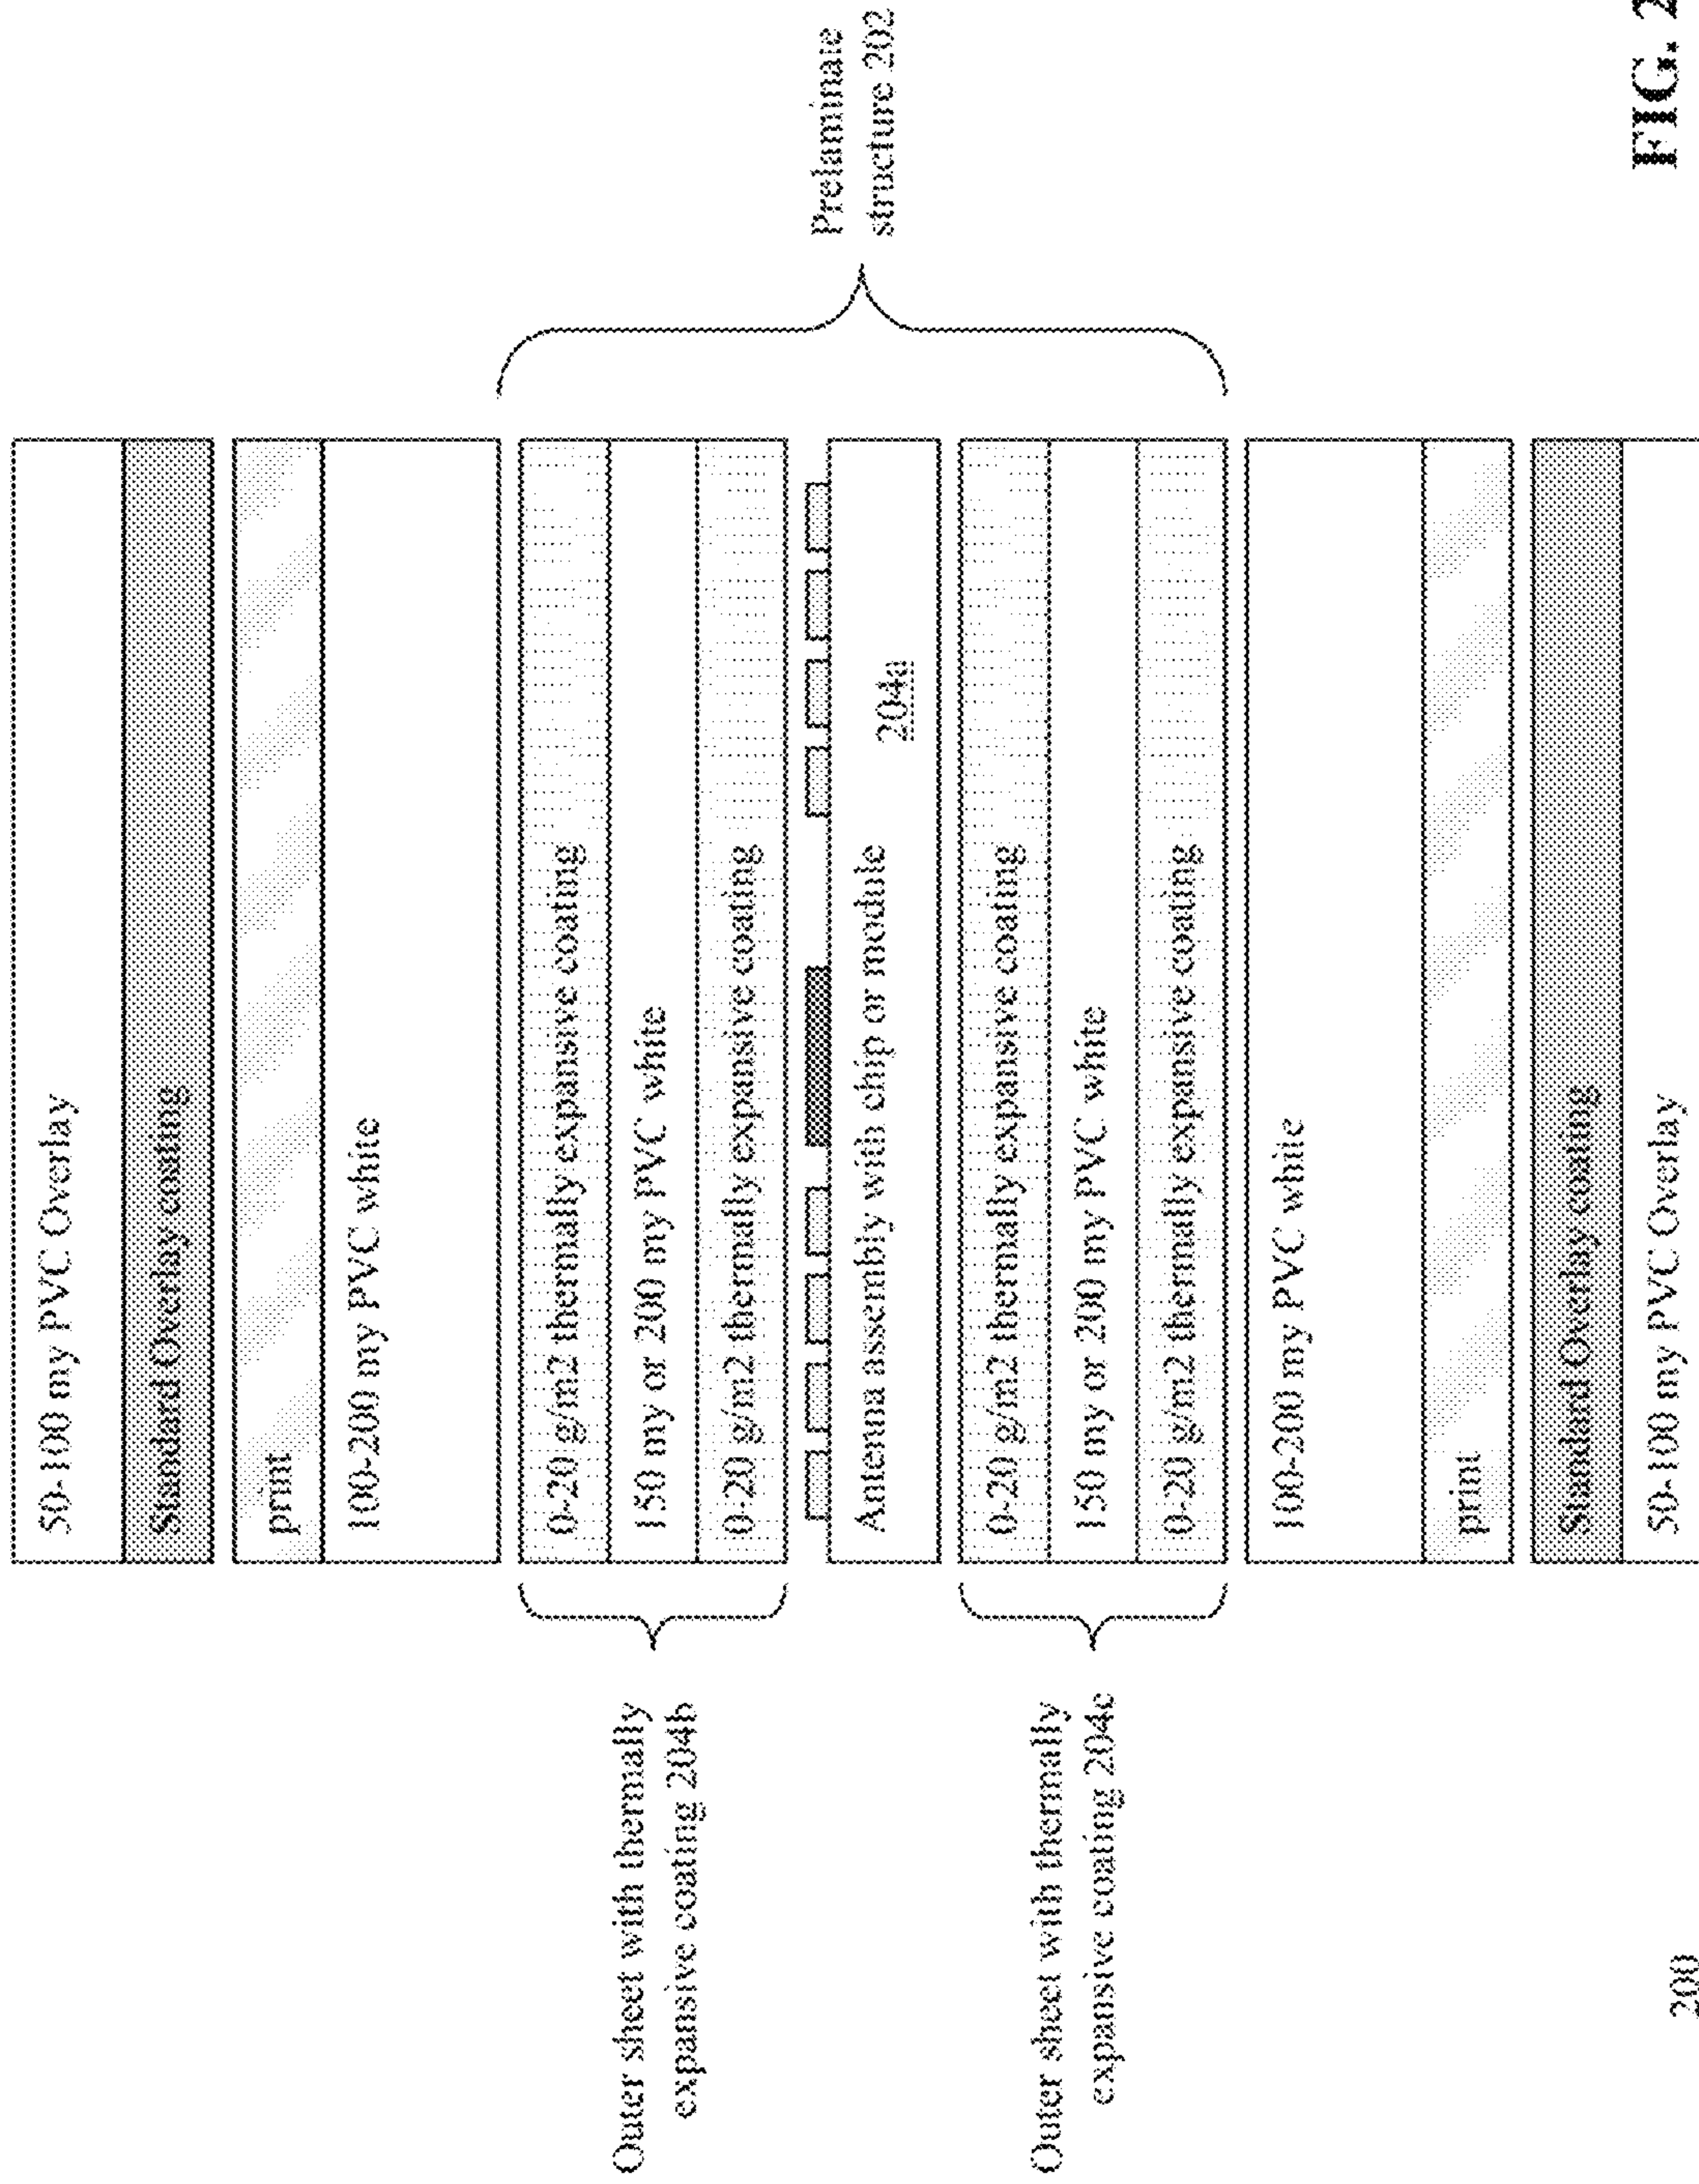 50-100 my PVC Overlay
Standard Overlay coating
print
100-200 my PVC white
Outer sheet with thermally
expansive coating 204b
0-20 g/m2 thermally expansive coating
150 my or 200 my PVC white
0-20 g/m2 thermally expansive coating
Prelaminate
structure 202
Antenna assembly with chip or module
204a
Outer sheet with thermally
expansive coating 204c
0-20 g/m2 thermally expansive coating
150 my or 200 my PVC white
0-20 g/m2 thermally expansive coating
100-200 my PVC white
print
Standard Overlay coating
50-100 my PVC Overlay
200
FIG. 2